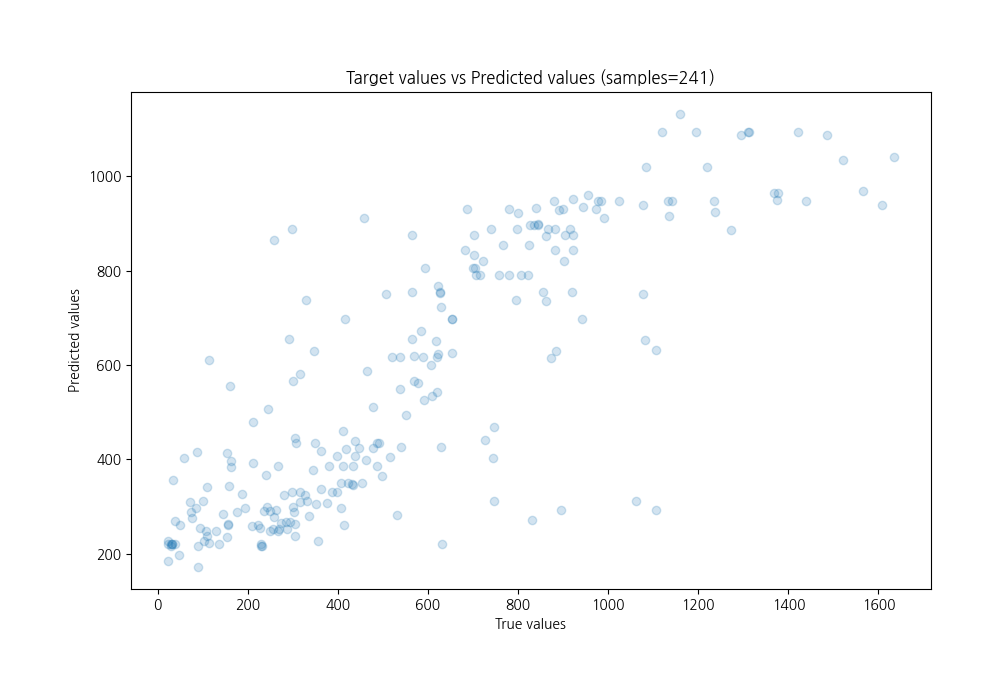 Target values vs Predicted values (samples=241)
1000
800
600
400
200
Predicted values
0 200 400 600 800 1000 1200 1400 1600
True values